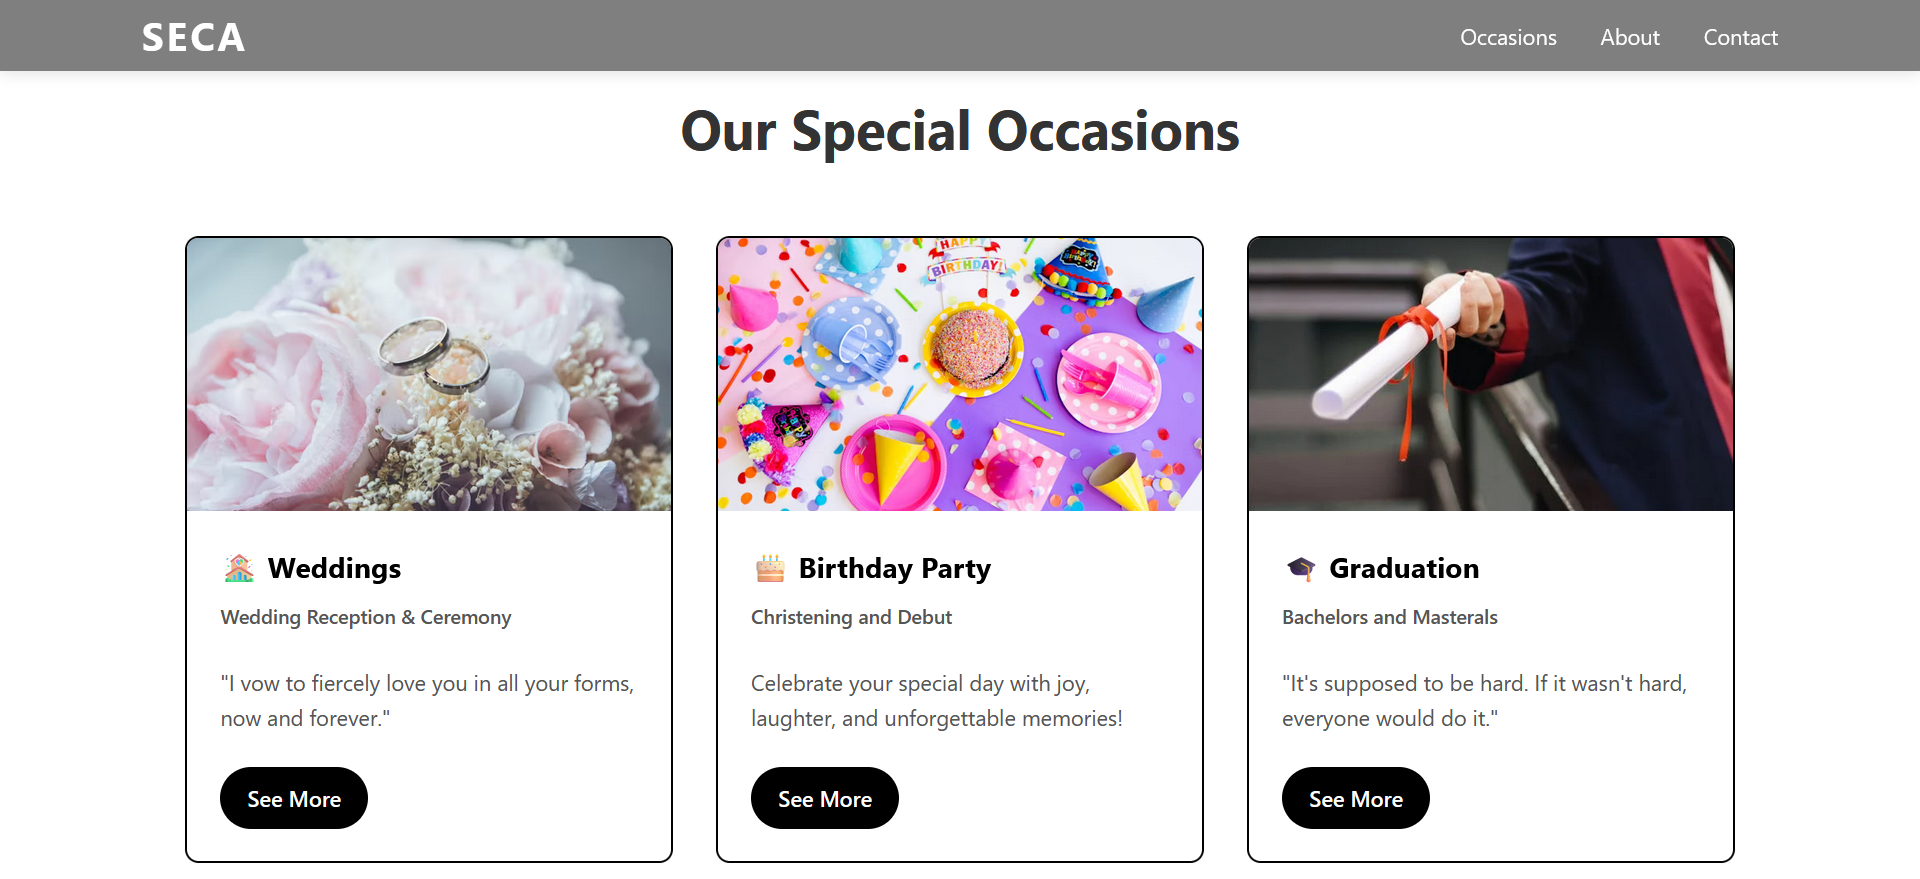 SECA
Occasions
About
Contact
Our Special Occasions
HAPPY
BIRTHDAY!
Weddings
Wedding Reception & Ceremony
"I vow to fiercely love you in all your forms,
now and forever."
See More
Birthday Party
Christening and Debut
Celebrate your special day with joy,
laughter, and unforgettable memories!
See More
Graduation
Bachelors and Masterals
"It's supposed to be hard. If it wasn't hard,
everyone would do it."
See More